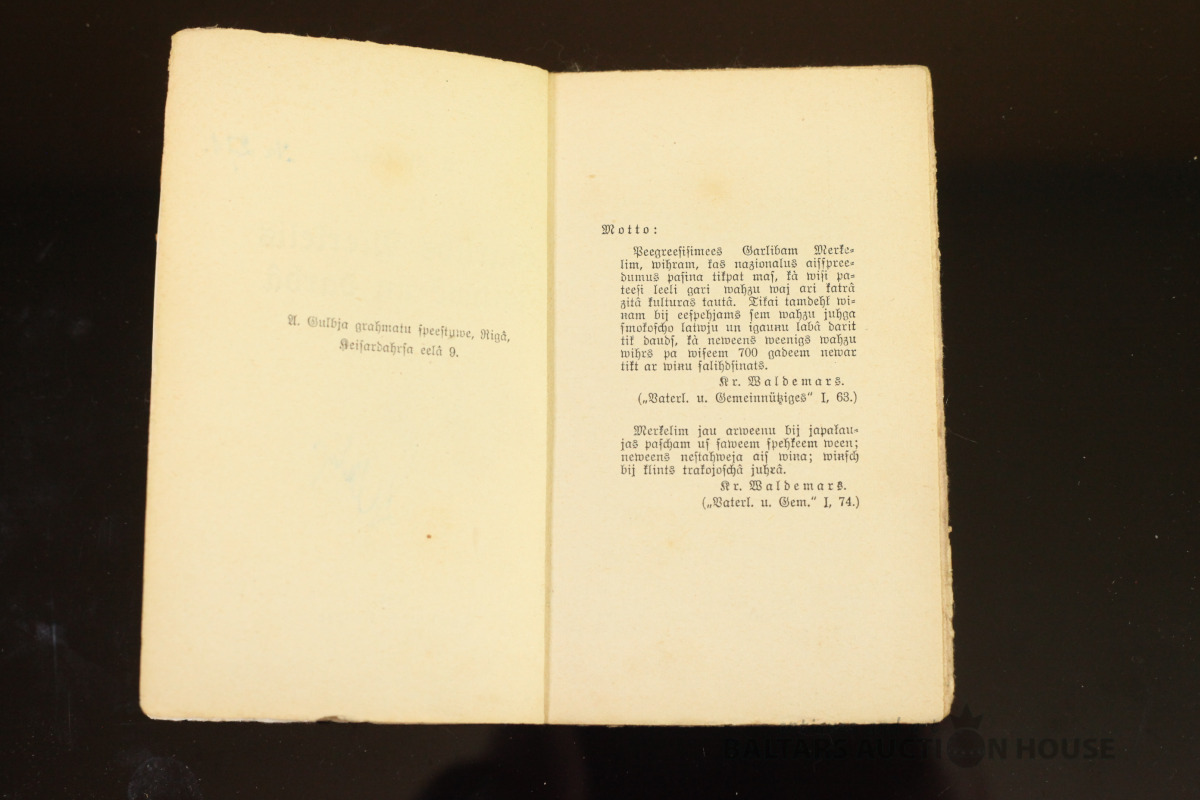 A. Gulbja grahmatu speestuwe, Rigâ,
Keisardahrsa eelâ 9.
Motto:
Peegreesisimees Garlibam Merke-
lim, wihram, kas nazionalus aisspree-
dumus pasina tikpat mas, kà wisi pa-
teesi leeli gari wahzu waj ari katrâ
zitâ kulturas tautâ. Tikai tamdehl wi-
nam bij eespehjams sem wahzu juhga
smokoscho latwju un igaunu labâ darit
tik dauds, kà neweens weenigs wahzu
wihrs pa wiseem 700 gadeem newar
tikt ar winu salihdsinats.
Kr. Waldemars.
(„Vaterl. u. Gemeinnütziges" I, 63.)
Merkelim jau arweenu bij japalau-
jas pascham us saweem spehkeem ween;
neweens nestahweja ais wina; winsch
bij klints trakojoschâ juhrâ.
Kr. Waldemars.
(„Vaterl. u. Gem." I, 74.)
BALTARS AUCTION HOUSE